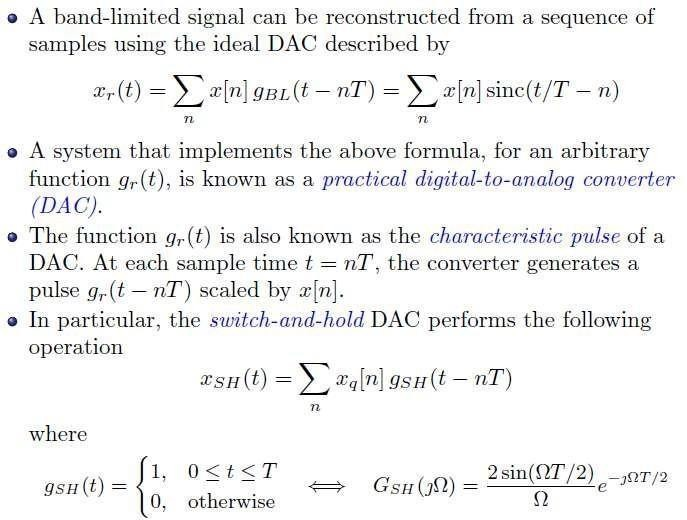 • A band-limited signal can be reconstructed from a sequence of
samples using the ideal DAC described by
x_r(t) = ∑_n x[n] g_BL(t − nT) = ∑_n x[n] sinc(t/T − n)
• A system that implements the above formula, for an arbitrary
function g_r(t), is known as a practical digital-to-analog converter
(DAC).
• The function g_r(t) is also known as the characteristic pulse of a
DAC. At each sample time t = nT, the converter generates a
pulse g_r(t − nT) scaled by x[n].
• In particular, the switch-and-hold DAC performs the following
operation
x_SH(t) = ∑_n x_q[n] g_SH(t − nT)
where
g_SH(t) = { 1, 0 ≤ t ≤ T
0, otherwise ⟺ G_SH(ȷΩ) = 2 sin(ΩT/2) / Ω e^{−ȷΩT/2}